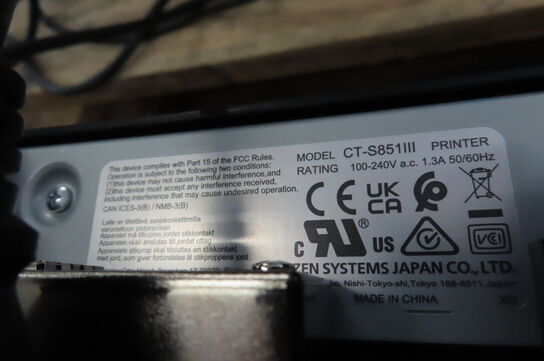 This device complies with Part 15 of the FCC Rules.
Operation is subject to the following two conditions:
(1)this device may not cause harmful interference,and
(2)this device must accept any interference received,
including interference that may cause undesired operation.
CAN ICES-3(B) / NMB-3(B)
Laite on liitettävä suojakoskettimilla
varustettuun pistorasiaan
Apparatet må tilkoples jordet stikkontakt
Apparaten skall anslutas till jordat uttag
Apparatets stikprop skal tilsluttes en stikkontakt
med jord, som giver forbindelse til stikproppens jord
MODEL CT-S851III PRINTER
RATING 100-240V a.c. 1.3A 50/60Hz
CE UK CA
c RU US VCI
ZEN SYSTEMS JAPAN CO., LTD.
ho, Nishi-Tokyo-shi, Tokyo 188-8511, Japan
MADE IN CHINA XG